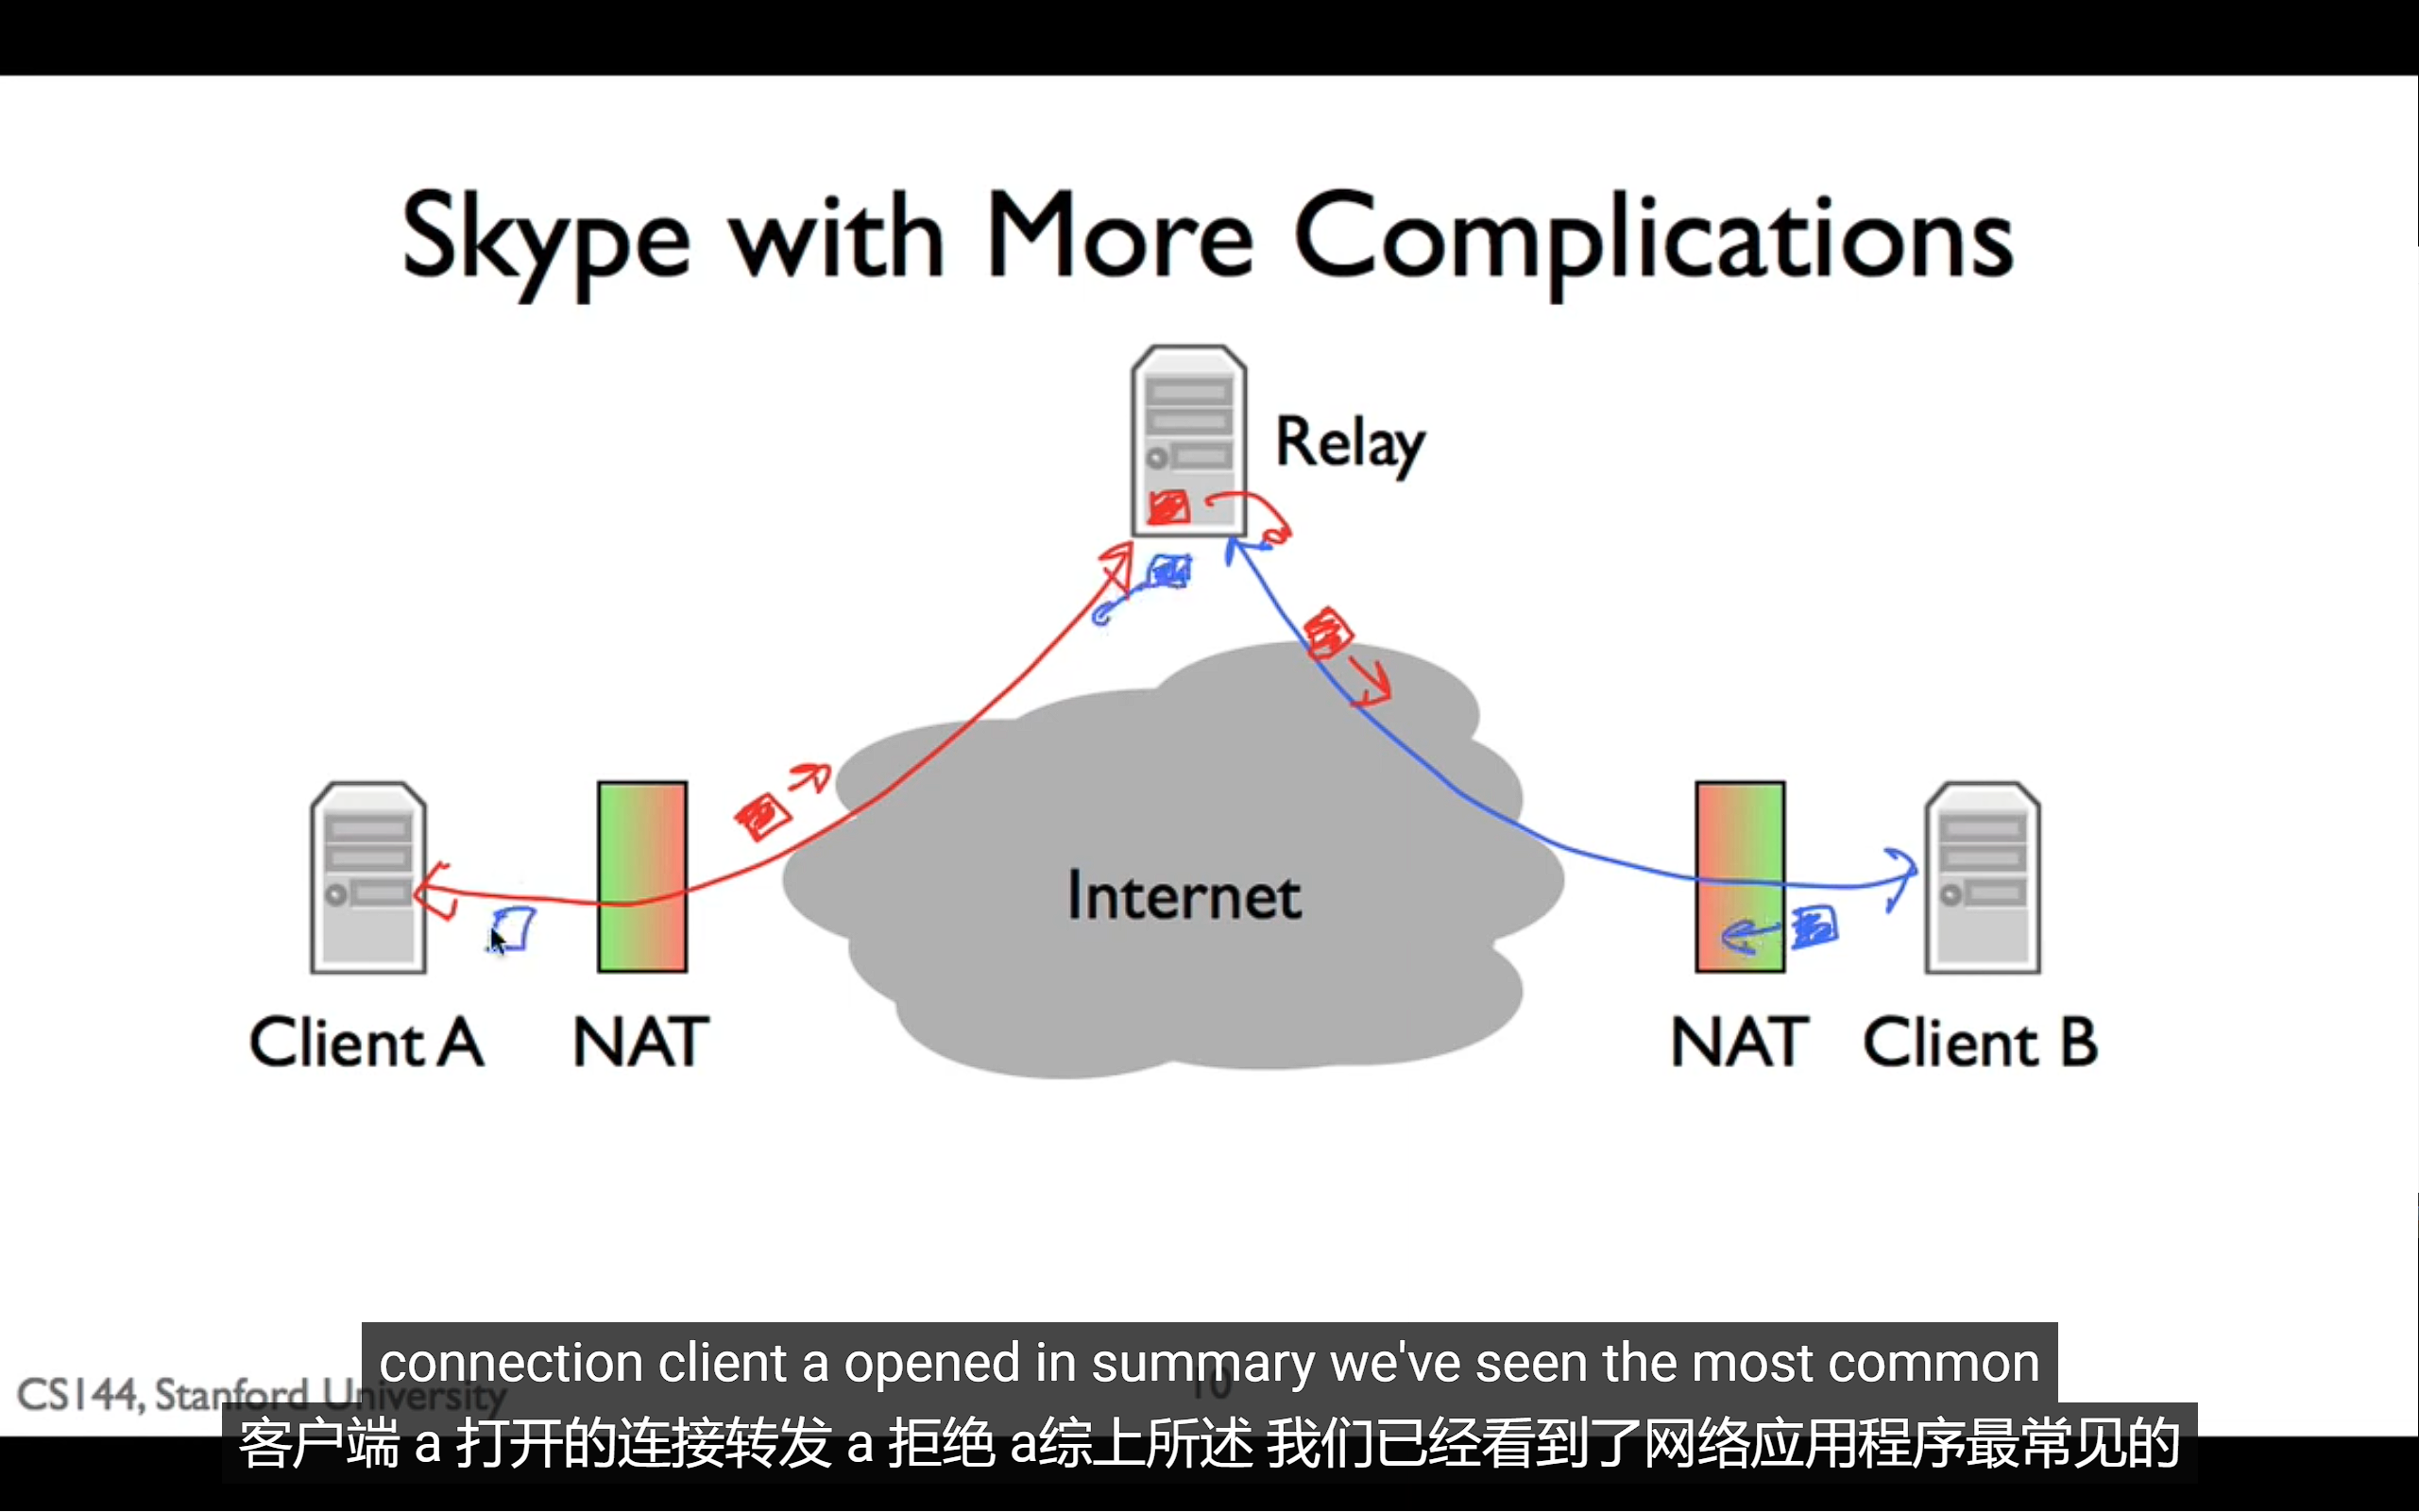 Skype with More Complications
Relay
Internet
Client A
NAT
NAT
Client B
connection client a opened in summary we've seen the most common
CS144, Stanford University
10
客户端 a 打开的连接转发 a 拒绝 a综上所述 我们已经看到了网络应用程序最常见的